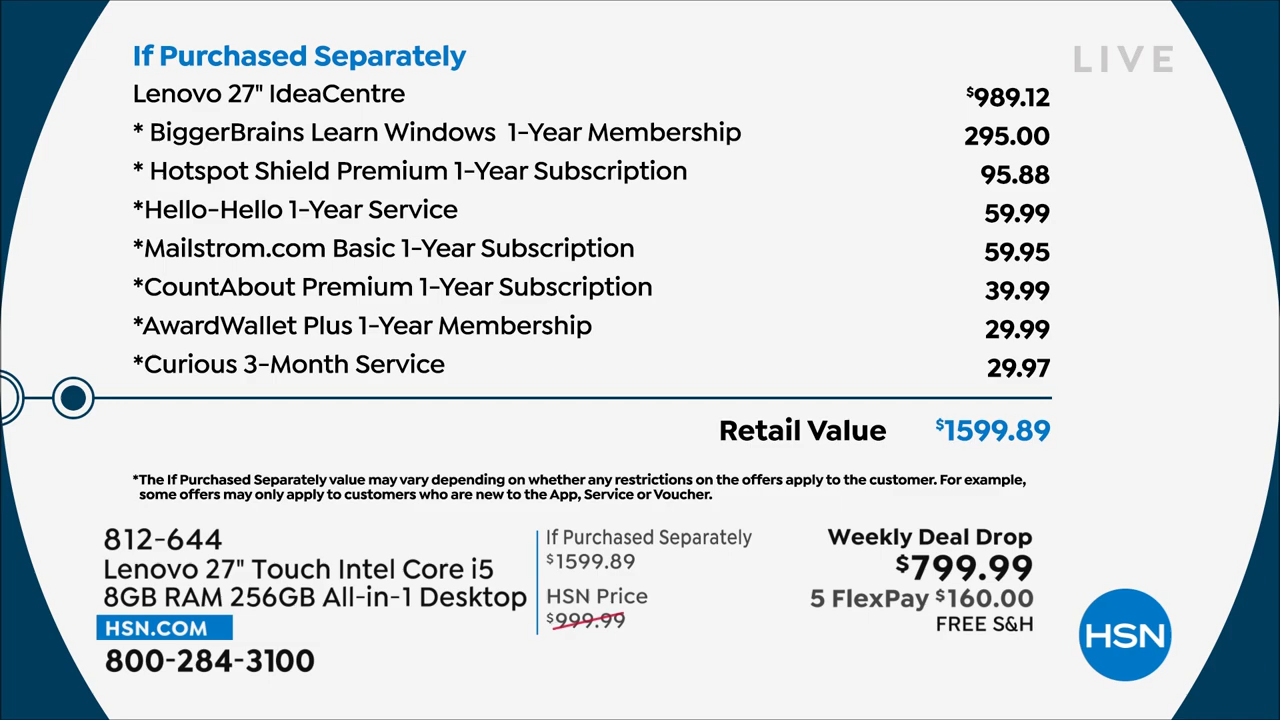 If Purchased Separately
LIVE
Lenovo 27" IdeaCentre $989.12
* BiggerBrains Learn Windows 1-Year Membership 295.00
* Hotspot Shield Premium 1-Year Subscription 95.88
*Hello-Hello 1-Year Service 59.99
*Mailstrom.com Basic 1-Year Subscription 59.95
*CountAbout Premium 1-Year Subscription 39.99
*AwardWallet Plus 1-Year Membership 29.99
*Curious 3-Month Service 29.97
Retail Value $1599.89
*The If Purchased Separately value may vary depending on whether any restrictions on the offers apply to the customer. For example,
some offers may only apply to customers who are new to the App, Service or Voucher.
812-644
Lenovo 27" Touch Intel Core i5
8GB RAM 256GB All-in-1 Desktop
HSN.COM
800-284-3100
If Purchased Separately
$1599.89
HSN Price
$999.99
Weekly Deal Drop
$799.99
5 FlexPay $160.00
FREE S&H
HSN